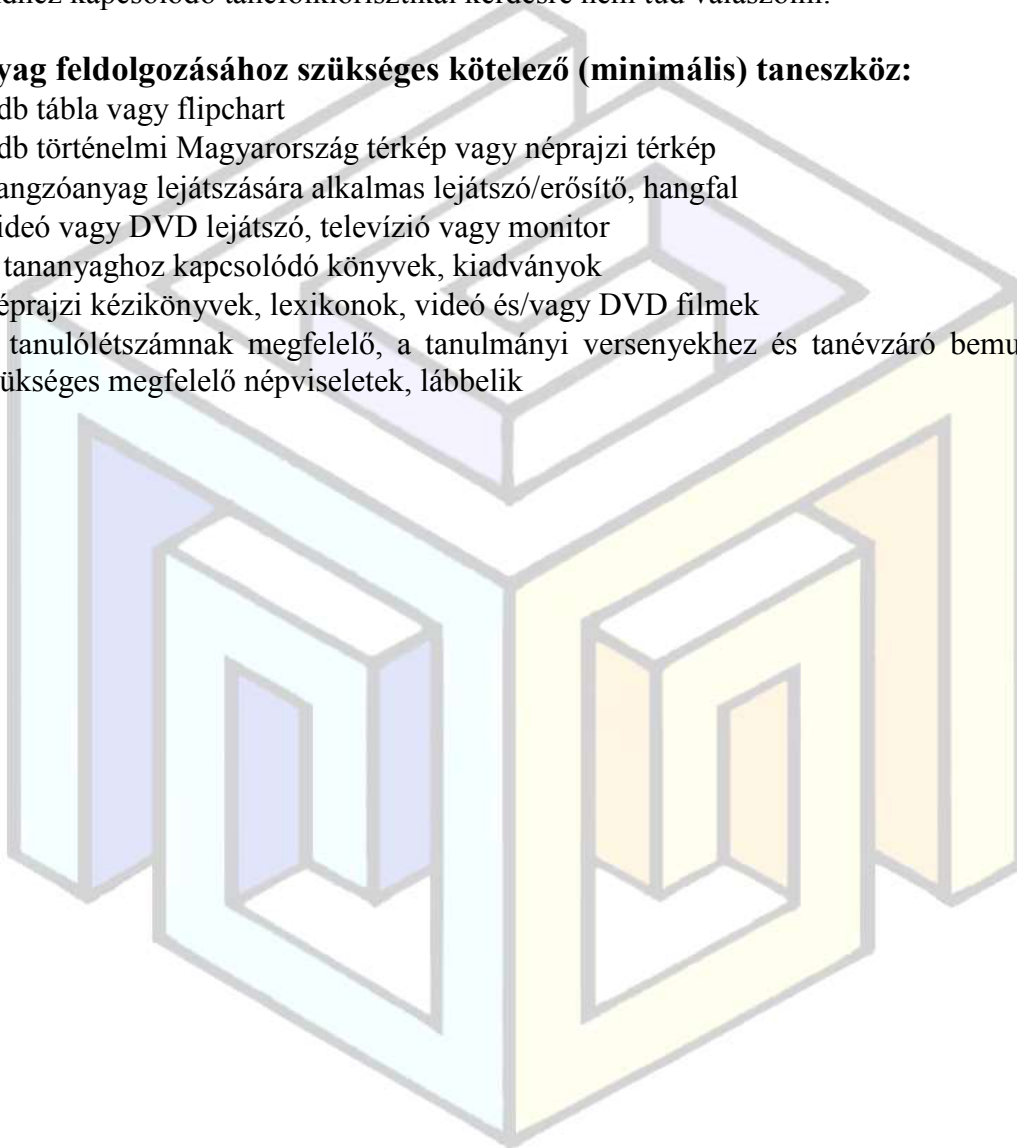 kapcsolódó táncfolklorisztikai kérdésre nem tud válaszolni.
yag feldolgozásához szükséges kötelező (minimális) taneszköz:
db tábla vagy flipchart
db történelmi Magyarország térkép vagy néprajzi térkép
angzóanyag lejátszására alkalmas lejátszó/erősítő, hangfal
ideó vagy DVD lejátszó, televízió vagy monitor
tananyaghoz kapcsolódó könyvek, kiadványok
éprajzi kézikönyvek, lexikonok, videó és/vagy DVD filmek
tanulólétszámnak megfelelő, a tanulmányi versenyekhez és tanévzáró bemu
ükséges megfelelő népviseletek, lábbelik